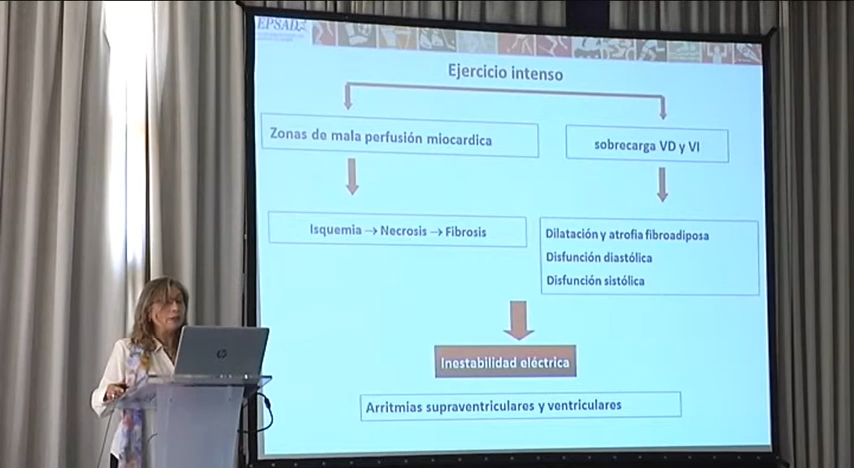 EPSAD
Ejercicio intenso
Zonas de mala perfusión miocardica
sobrecarga VD y VI
Isquemia → Necrosis → Fibrosis
Dilatación y atrofia fibroadiposa
Disfunción diastólica
Disfunción sistólica
Inestabilidad eléctrica
Arritmias supraventriculares y ventriculares
hp